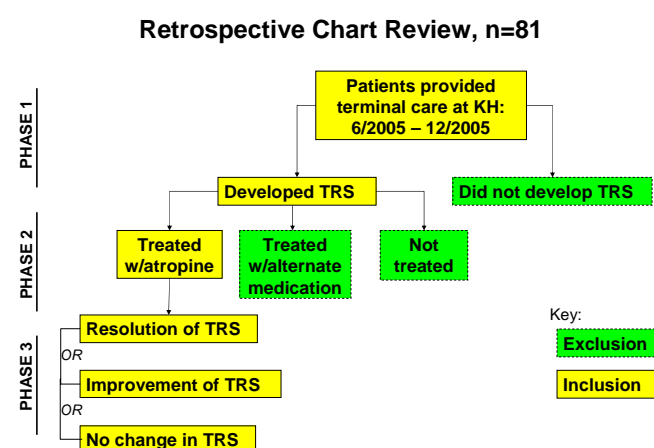 Retrospective Chart Review, n=81
PHASE 1
Patients provided
terminal care at KH:
6/2005 – 12/2005
Developed TRS
Did not develop TRS
PHASE 2
Treated
w/atropine
Treated
w/alternate
medication
Not
treated
PHASE 3
Resolution of TRS
OR
Improvement of TRS
OR
No change in TRS
Key:
Exclusion
Inclusion